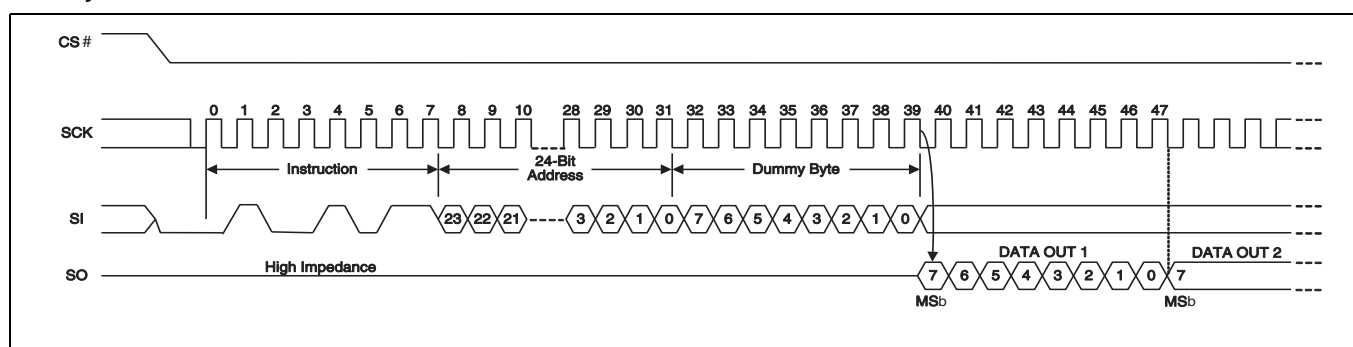 CS #
0 1 2 3 4 5 6 7 8 9 10 28 29 30 31 32 33 34 35 36 37 38 39 40 41 42 43 44 45 46 47
SCK
Instruction 24-Bit Address Dummy Byte
SI 23 22 21 3 2 1 0 7 6 5 4 3 2 1 0
DATA OUT 1 DATA OUT 2
SO High Impedance 7 6 5 4 3 2 1 0 7
MSb MSb